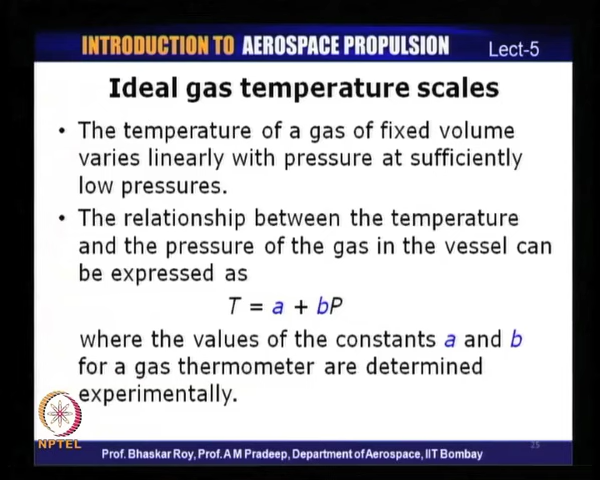 INTRODUCTION TO AEROSPACE PROPULSION Lect-5
Ideal gas temperature scales
• The temperature of a gas of fixed volume
varies linearly with pressure at sufficiently
low pressures.
• The relationship between the temperature
and the pressure of the gas in the vessel can
be expressed as
T = a + bP
where the values of the constants a and b
for a gas thermometer are determined
experimentally.
NPTEL
25
Prof. Bhaskar Roy, Prof. A M Pradeep, Department of Aerospace, IIT Bombay